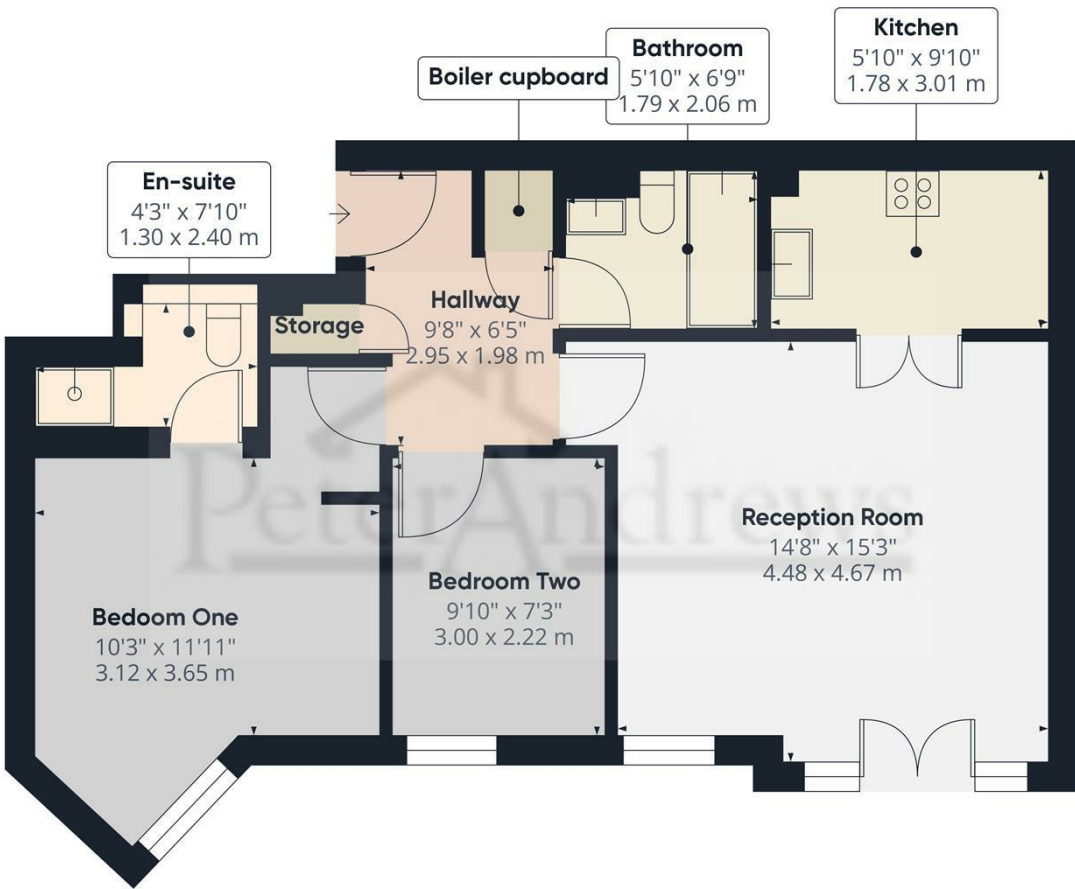 Kitchen
5'10" x 9'10"
1.78 x 3.01 m
Bathroom
5'10" x 6'9"
1.79 x 2.06 m
Boiler cupboard
En-suite
4'3" x 7'10"
1.30 x 2.40 m
Hallway
9'8" x 6'5"
2.95 x 1.98 m
Storage
PeterAndrews
Reception Room
14'8" x 15'3"
4.48 x 4.67 m
Bedroom Two
9'10" x 7'3"
3.00 x 2.22 m
Bedoom One
10'3" x 11'11"
3.12 x 3.65 m